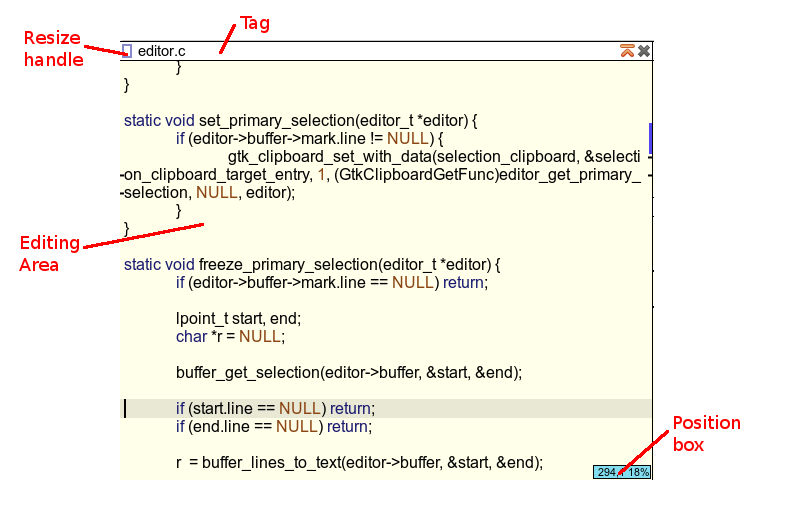 Tag
Resize
handle
editor.c
}
}
static void set_primary_selection(editor_t *editor) {
if (editor->buffer->mark.line != NULL) {
gtk_clipboard_set_with_data(selection_clipboard, &selecti
on_clipboard_target_entry, 1, (GtkClipboardGetFunc)editor_get_primary_
selection, NULL, editor);
}
}
Editing
Area
static void freeze_primary_selection(editor_t *editor) {
if (editor->buffer->mark.line == NULL) return;
lpoint_t start, end;
char *r = NULL;
buffer_get_selection(editor->buffer, &start, &end);
if (start.line == NULL) return;
if (end.line == NULL) return;
Position
box
r = buffer_lines_to_text(editor->buffer, &start, &end);
294, 18%